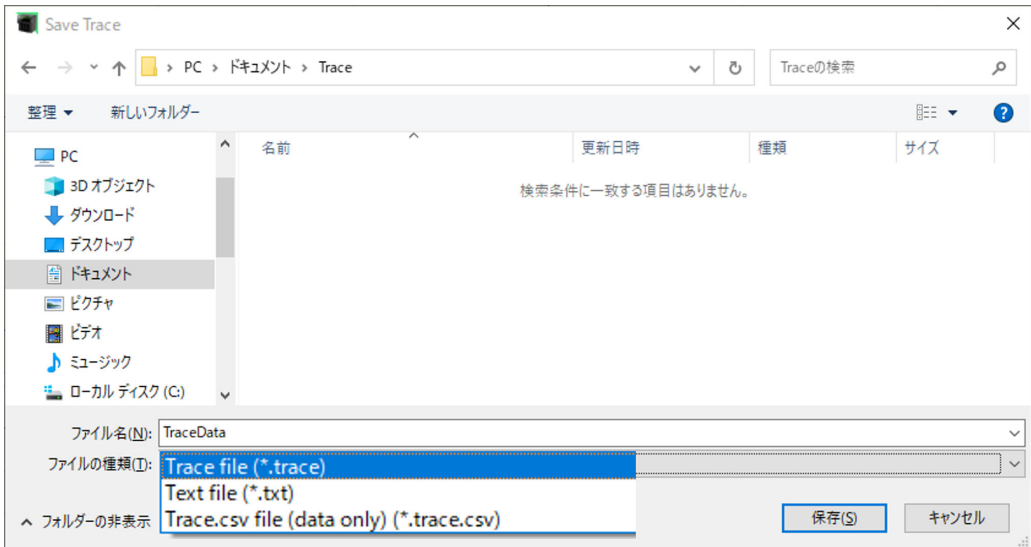 Save Trace
PC › ドキュメント › Trace
Traceの検索
整理 新しいフォルダー
名前 更新日時 種類 サイズ
検索条件に一致する項目はありません。
PC
3D オブジェクト
ダウンロード
デスクトップ
ドキュメント
ピクチャ
ビデオ
ミュージック
ローカル ディスク (C:)
ファイル名(N): TraceData
ファイルの種類(T): Trace file (*.trace)
Text file (*.txt)
Trace.csv file (data only) (*.trace.csv)
フォルダーの非表示
保存(S) キャンセル